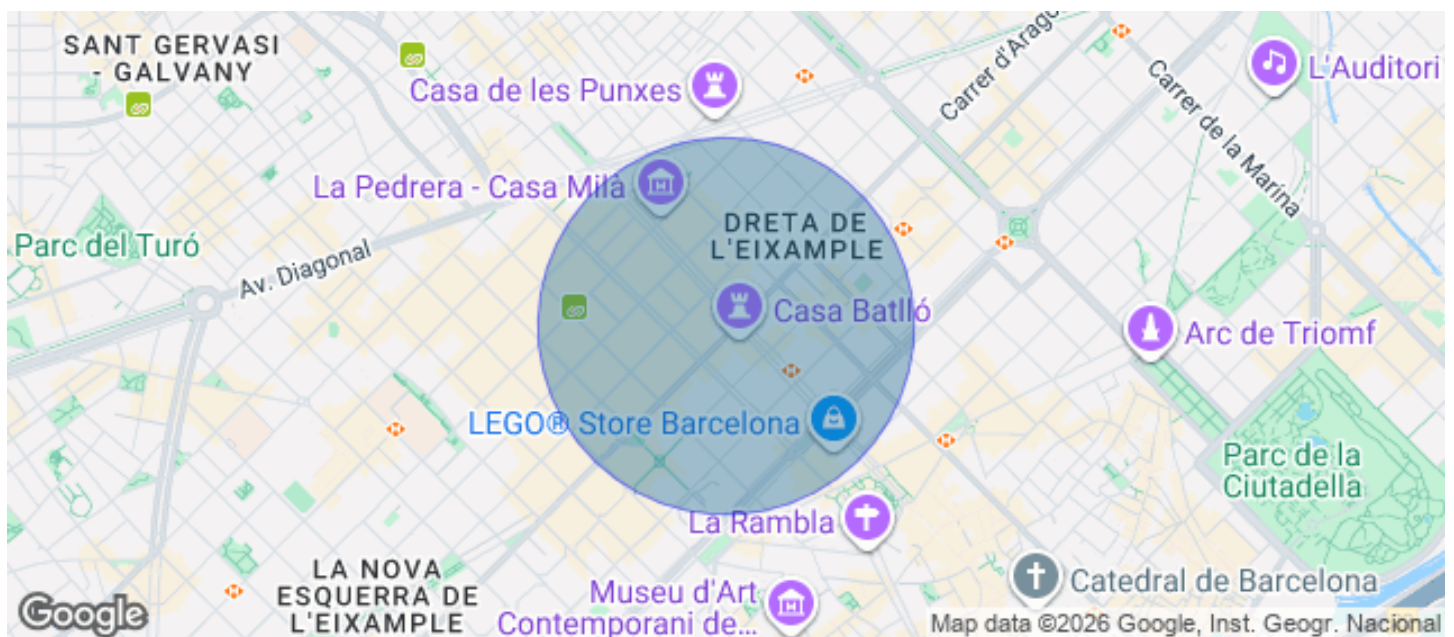 SANT GERVASI
- GALVANY
Casa de les Punxes
Carrer d'Arago
L'Auditori
Carrer de la Marina
La Pedrera - Casa Milà
DRETA DE
L'EIXAMPLE
Parc del Turó
Av. Diagonal
Casa Batlló
Arc de Triomf
LEGO® Store Barcelona
Parc de la
Ciutadella
La Rambla
LA NOVA
ESQUERRA DE
L'EIXAMPLE
Museu d'Art
Contemporani de...
Catedral de Barcelona
Google
Map data ©2026 Google, Inst. Geogr. Nacional